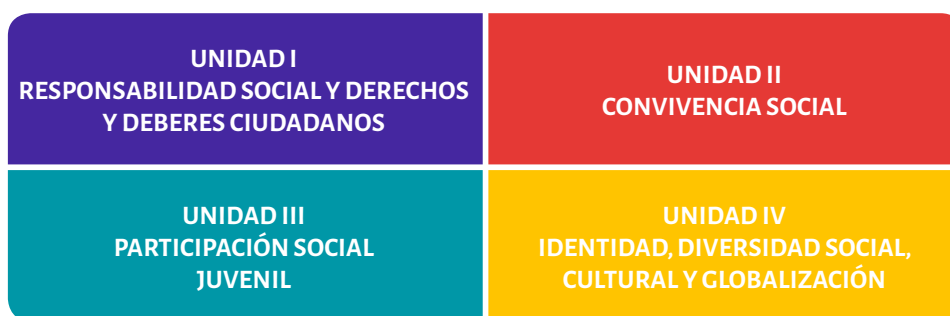 UNIDAD I
RESPONSABILIDAD SOCIAL Y DERECHOS
Y DEBERES CIUDADANOS
UNIDAD II
CONVIVENCIA SOCIAL
UNIDAD III
PARTICIPACIÓN SOCIAL
JUVENIL
UNIDAD IV
IDENTIDAD, DIVERSIDAD SOCIAL,
CULTURAL Y GLOBALIZACIÓN